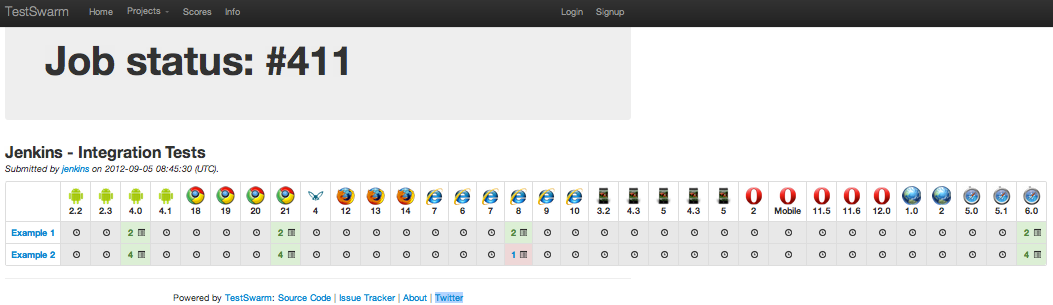 TestSwarm Home Projects Scores Info Login Signup
Job status: #411
Jenkins - Integration Tests
Submitted by jenkins on 2012-09-05 08:45:30 (UTC).
2.2 2.3 4.0 4.1 18 19 20 21 4 12 13 14 7 6 7 8 9 10 3.2 4.3 5 4.3 5 2 Mobile 11.5 11.6 12.0 1.0 2 5.0 5.1 6.0
Example 1 2 2 2 2
Example 2 4 4 1 4
Powered by TestSwarm: Source Code | Issue Tracker | About | Twitter